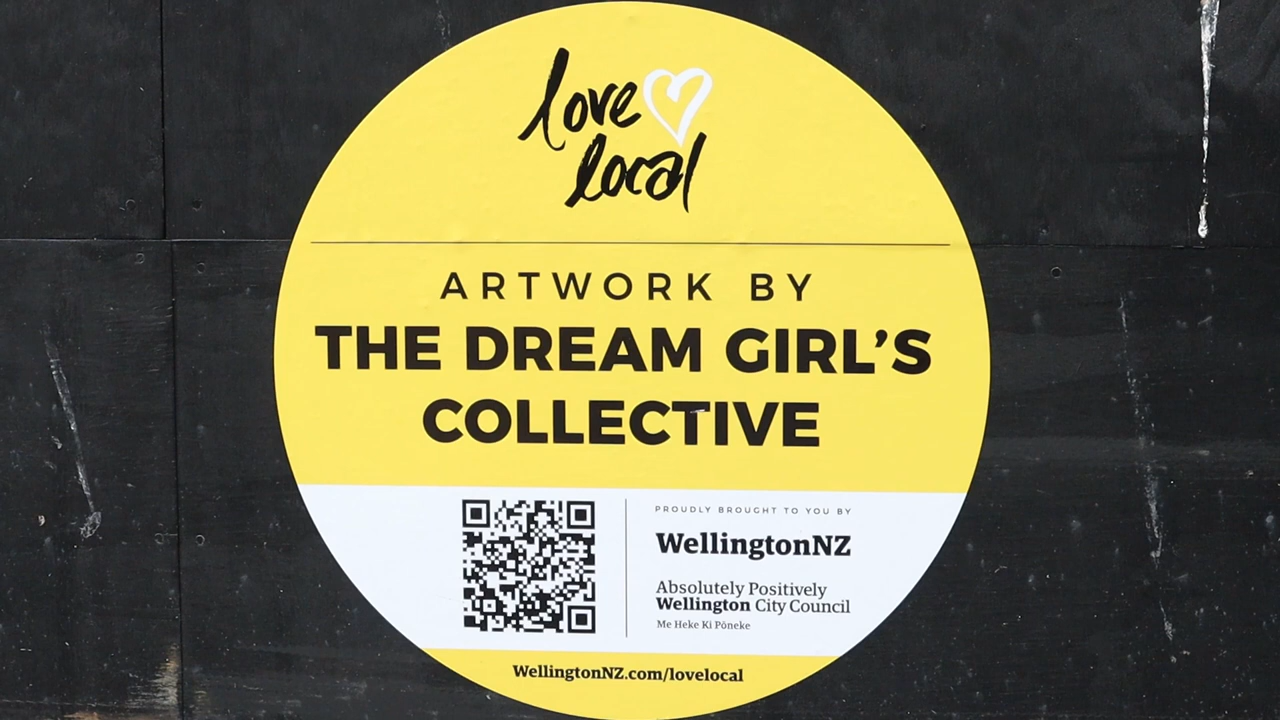 love
local
ARTWORK BY
THE DREAM GIRL'S
COLLECTIVE
PROUDLY BROUGHT TO YOU BY
WellingtonNZ
Absolutely Positively
Wellington City Council
Me Heke Ki Pōneke
WellingtonNZ.com/lovelocal